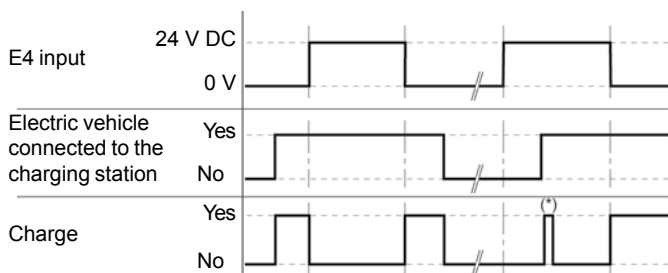 24 V DC
E4 input
0 V
Electric vehicle
connected to the
charging station
Yes
No
(*)
Yes
Charge
No